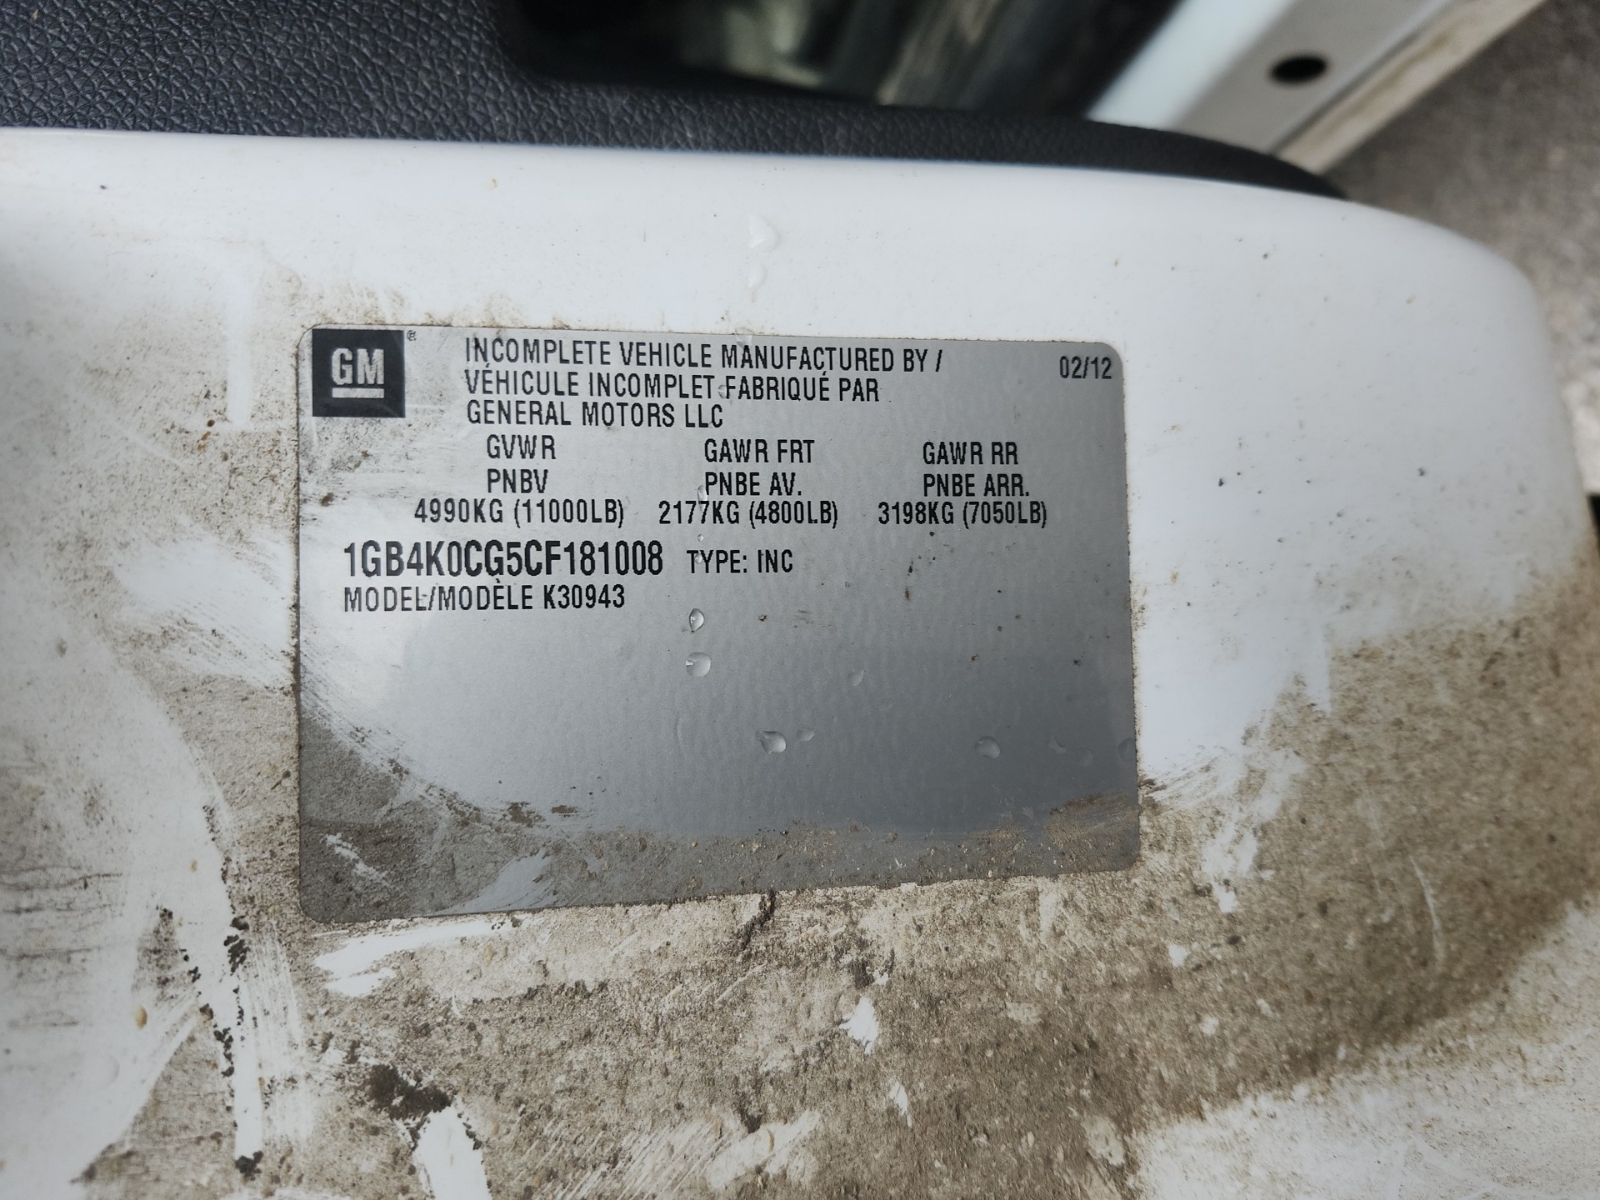 GM®
INCOMPLETE VEHICLE MANUFACTURED BY / 02/12
VÉHICULE INCOMPLET FABRIQUÉ PAR
GENERAL MOTORS LLC
GVWR GAWR FRT GAWR RR
PNBV PNBE AV. PNBE ARR.
4990KG (11000LB) 2177KG (4800LB) 3198KG (7050LB)
1GB4K0CG5CF181008 TYPE: INC
MODEL/MODÈLE K30943